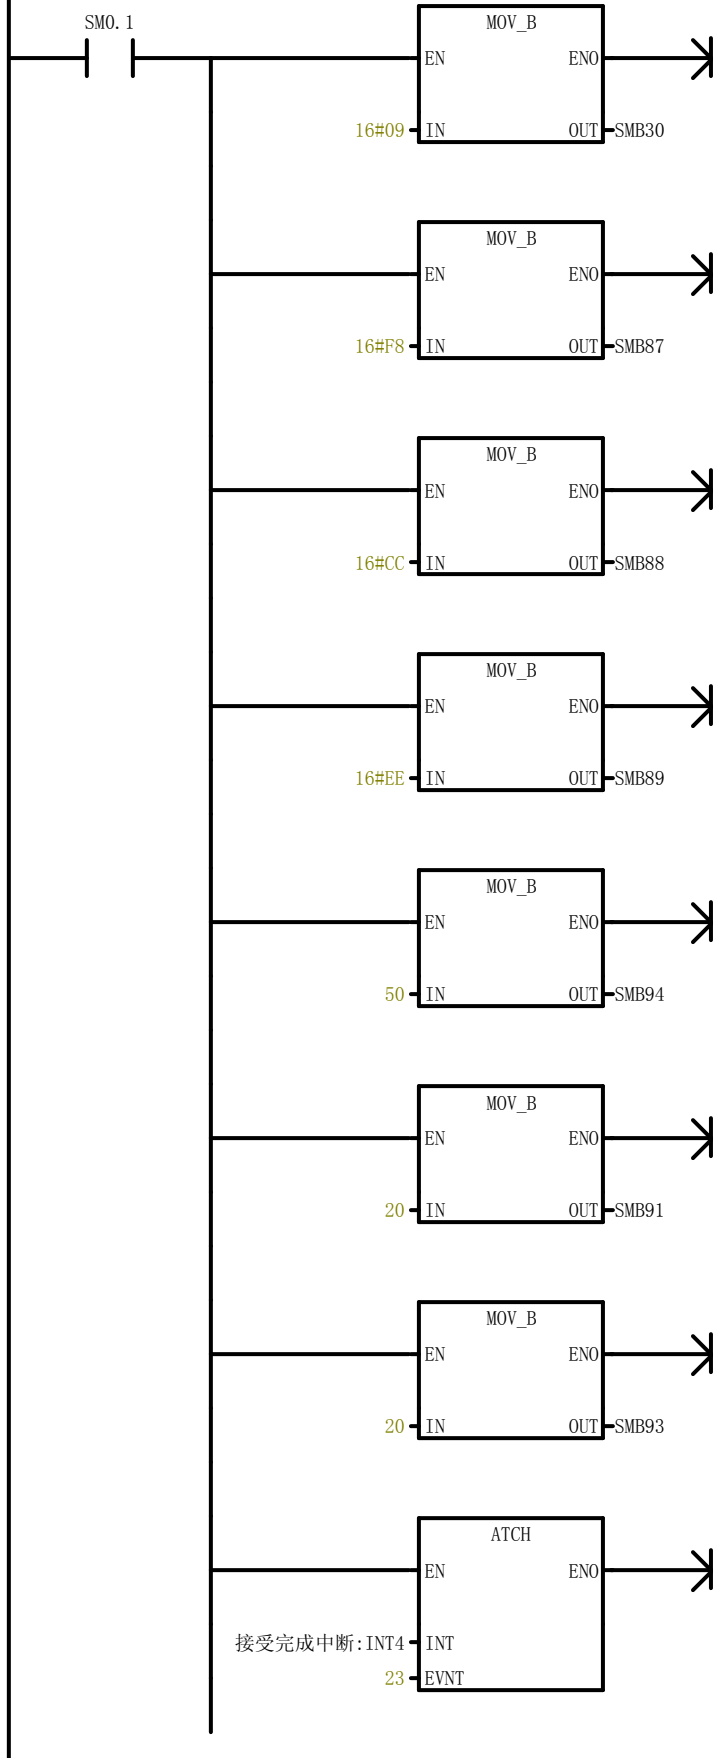 SM0.1
MOV_B
EN ENO
16#09 IN OUT SMB30
MOV_B
EN ENO
16#F8 IN OUT SMB87
MOV_B
EN ENO
16#CC IN OUT SMB88
MOV_B
EN ENO
16#EE IN OUT SMB89
MOV_B
EN ENO
50 IN OUT SMB94
MOV_B
EN ENO
20 IN OUT SMB91
MOV_B
EN ENO
20 IN OUT SMB93
ATCH
EN ENO
接受完成中断:INT4 INT
23 EVNT